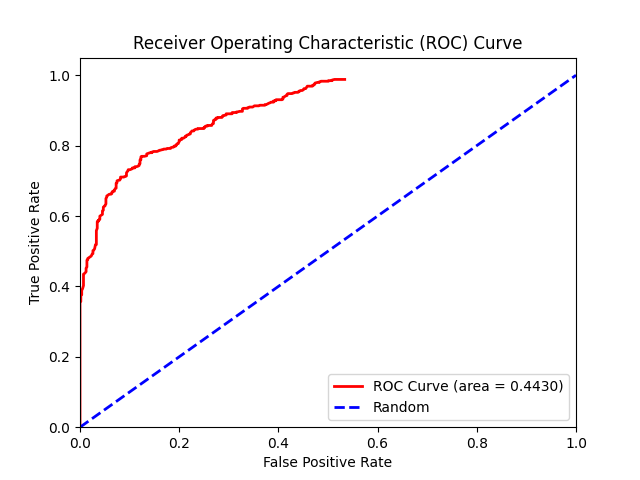 Receiver Operating Characteristic (ROC) Curve
1.0
0.8
0.6
0.4
0.2
0.0
True Positive Rate
ROC Curve (area = 0.4430)
Random
0.0 0.2 0.4 0.6 0.8 1.0
False Positive Rate